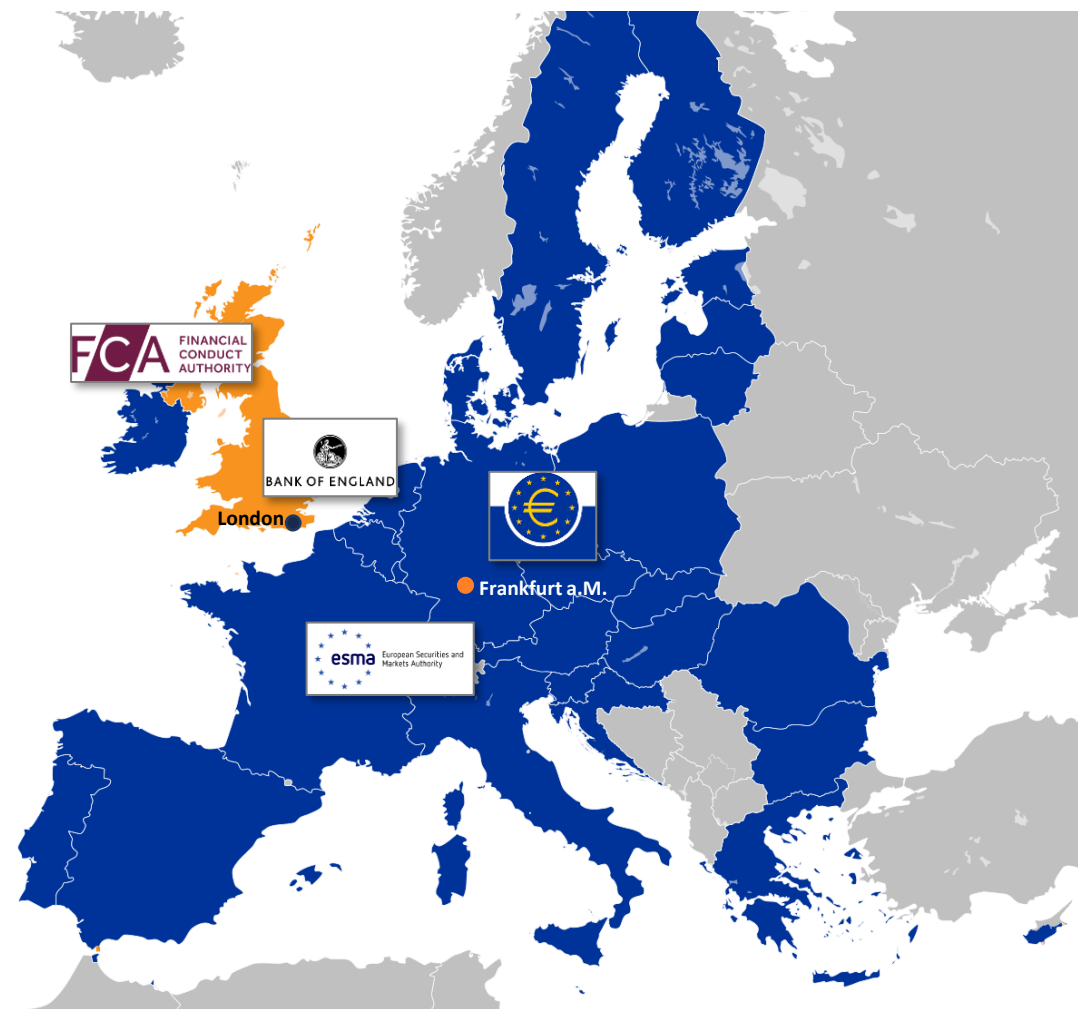 FCA
FINANCIAL
CONDUCT
AUTHORITY
BANK OF ENGLAND
London
€
Frankfurt a.M.
esma
European Securities and
Markets Authority